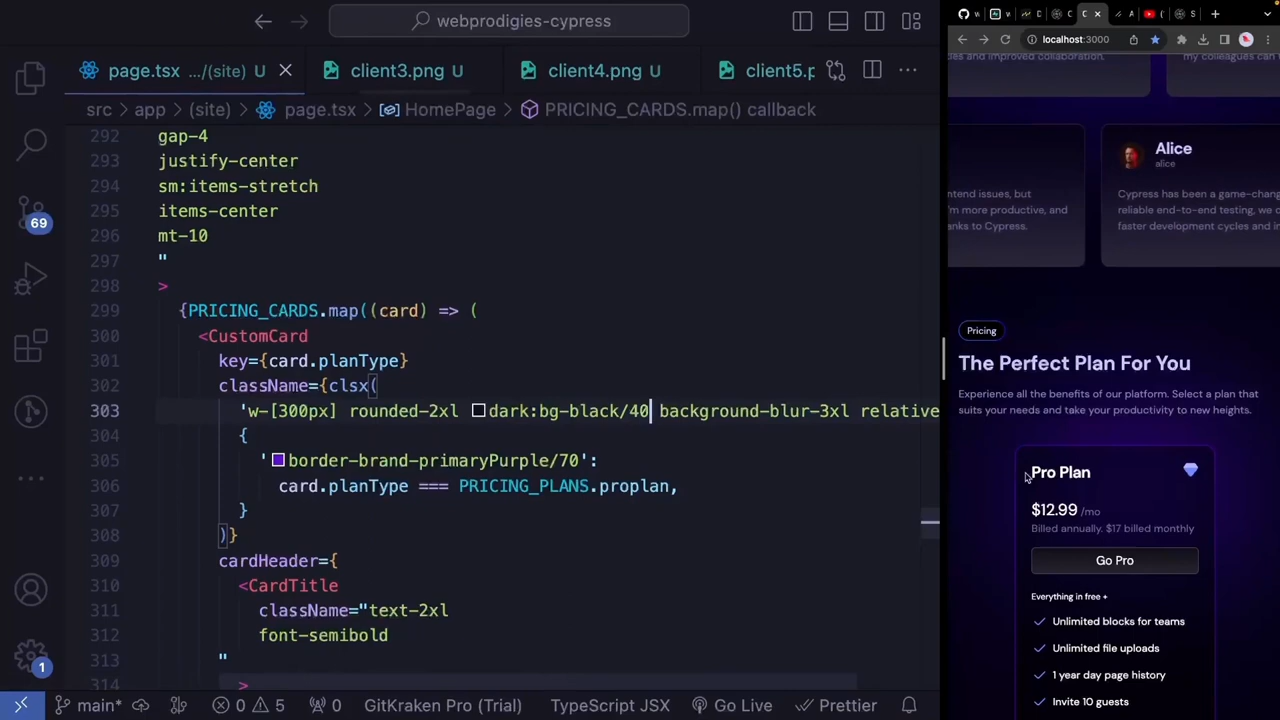 webprodigies-cypress
page.tsx .../(site) U
client3.png U
client4.png U
client5.p
src > app > (site) > page.tsx > HomePage > PRICING_CARDS.map() callback
292 gap-4
293 justify-center
294 sm:items-stretch
295 items-center
296 mt-10
297 "
298 >
299 {PRICING_CARDS.map((card) => (
300 <CustomCard
301 key={card.planType}
302 className={clsx(
303 'w-[300px] rounded-2xl dark:bg-black/40 background-blur-3xl relative
304 {
305 'border-brand-primaryPurple/70':
306 card.planType === PRICING_PLANS.proplan,
307 }
308 )}
309 cardHeader={
310 <CardTitle
311 className="text-2xl
312 font-semibold
313 "
314 >
69
1
main*
0
5
0
GitKraken Pro (Trial)
TypeScript JSX
Go Live
Prettier
localhost:3000
es and improved collaboration.
my colleagues can
ntend issues, but
'm more productive, and
anks to Cypress.
Alice
alice
Cypress has been a game-chan
reliable end-to-end testing, we c
faster development cycles and i
Pricing
The Perfect Plan For You
Experience all the benefits of our platform. Select a plan that
suits your needs and take your productivity to new heights.
Pro Plan
$12.99 /mo
Billed annually. $17 billed monthly
Go Pro
Everything in free +
Unlimited blocks for teams
Unlimited file uploads
1 year day page history
Invite 10 guests